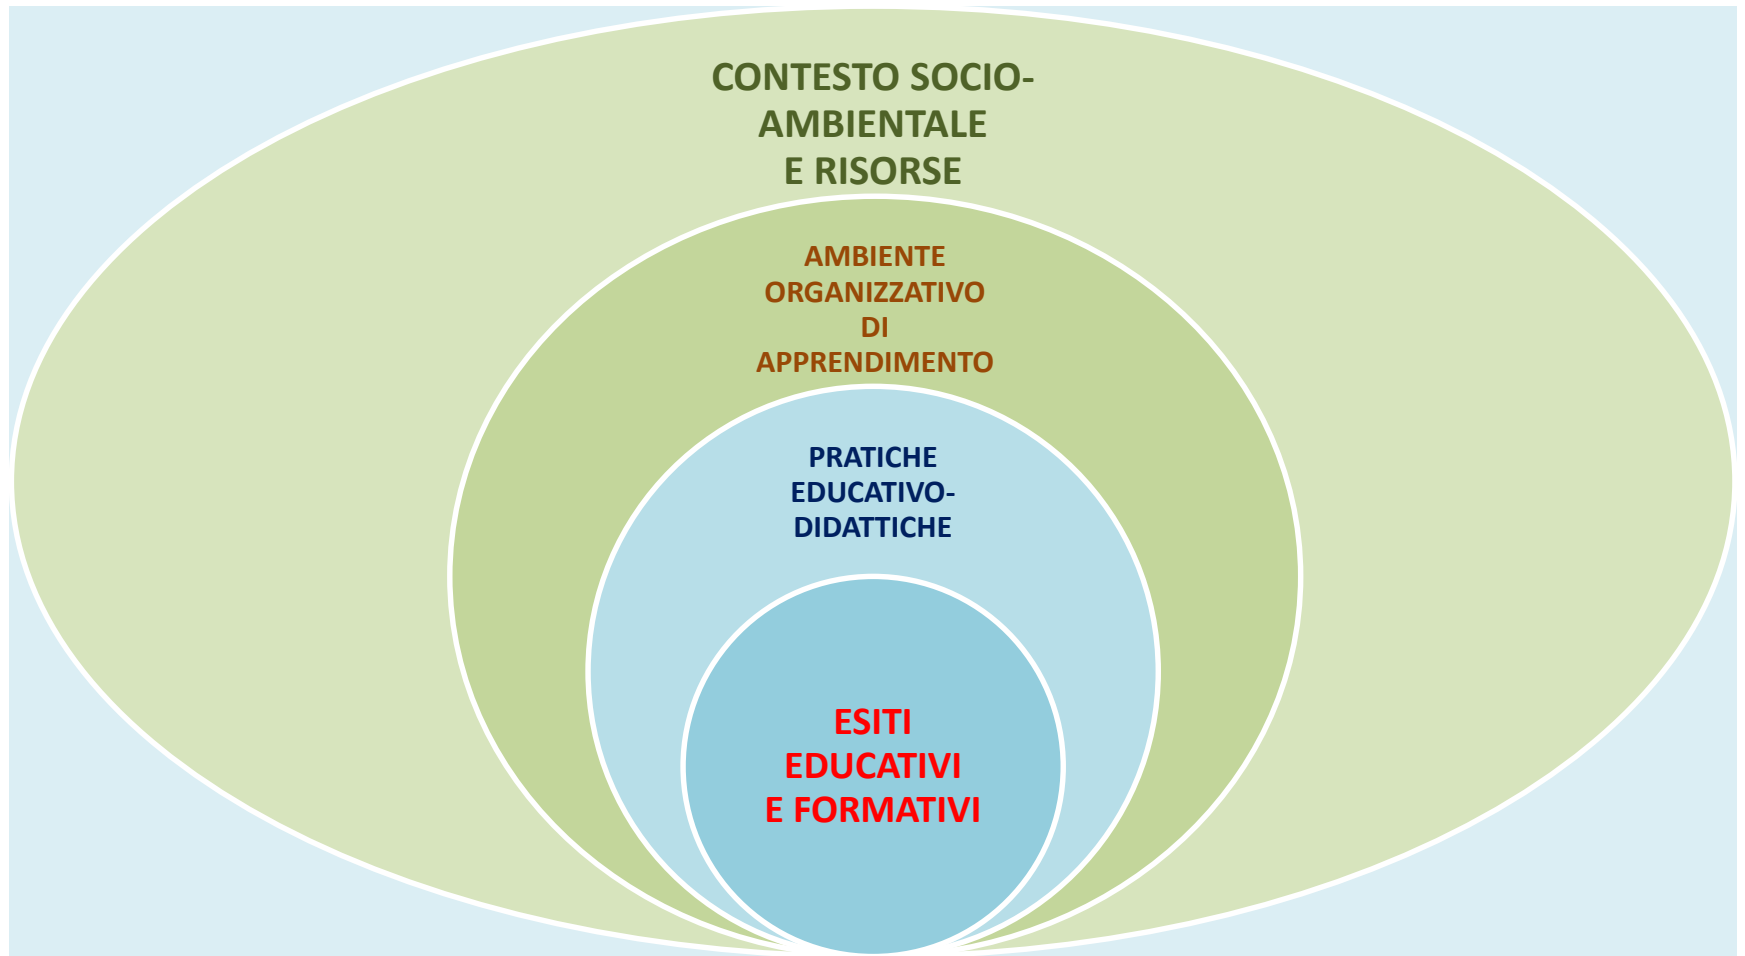 CONTESTO SOCIO-
AMBIENTALE
E RISORSE
AMBIENTE
ORGANIZZATIVO
DI
APPRENDIMENTO
PRATICHE
EDUCATIVO-
DIDATTICHE
ESITI
EDUCATIVI
E FORMATIVI